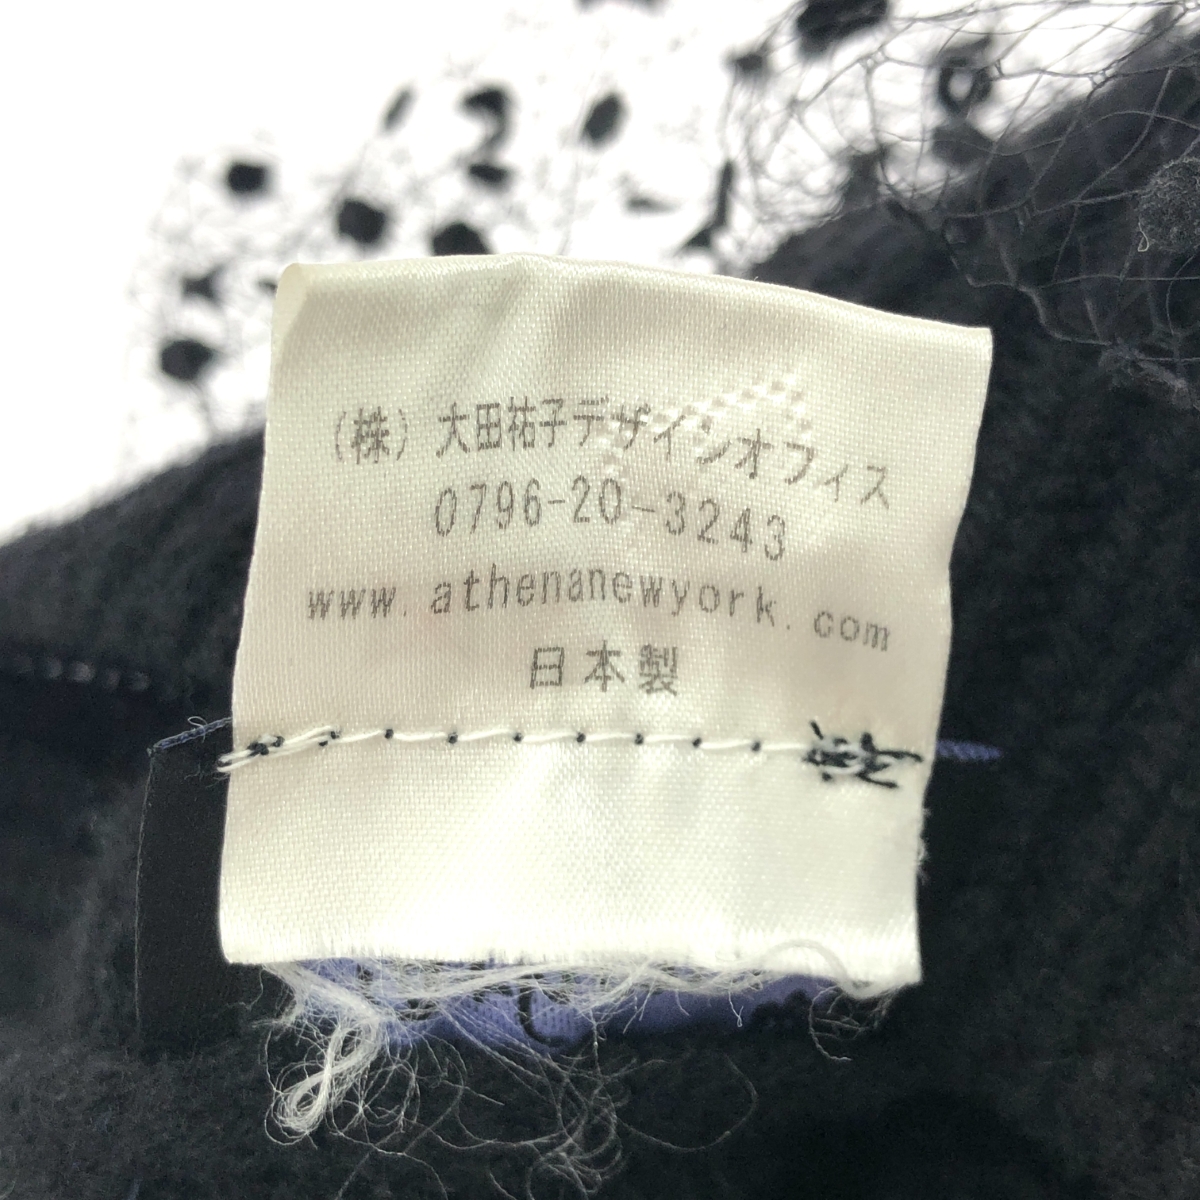 (株) 大田祐子デザインオフィス
0796-20-3243
www.athenanewyork.com
日本製